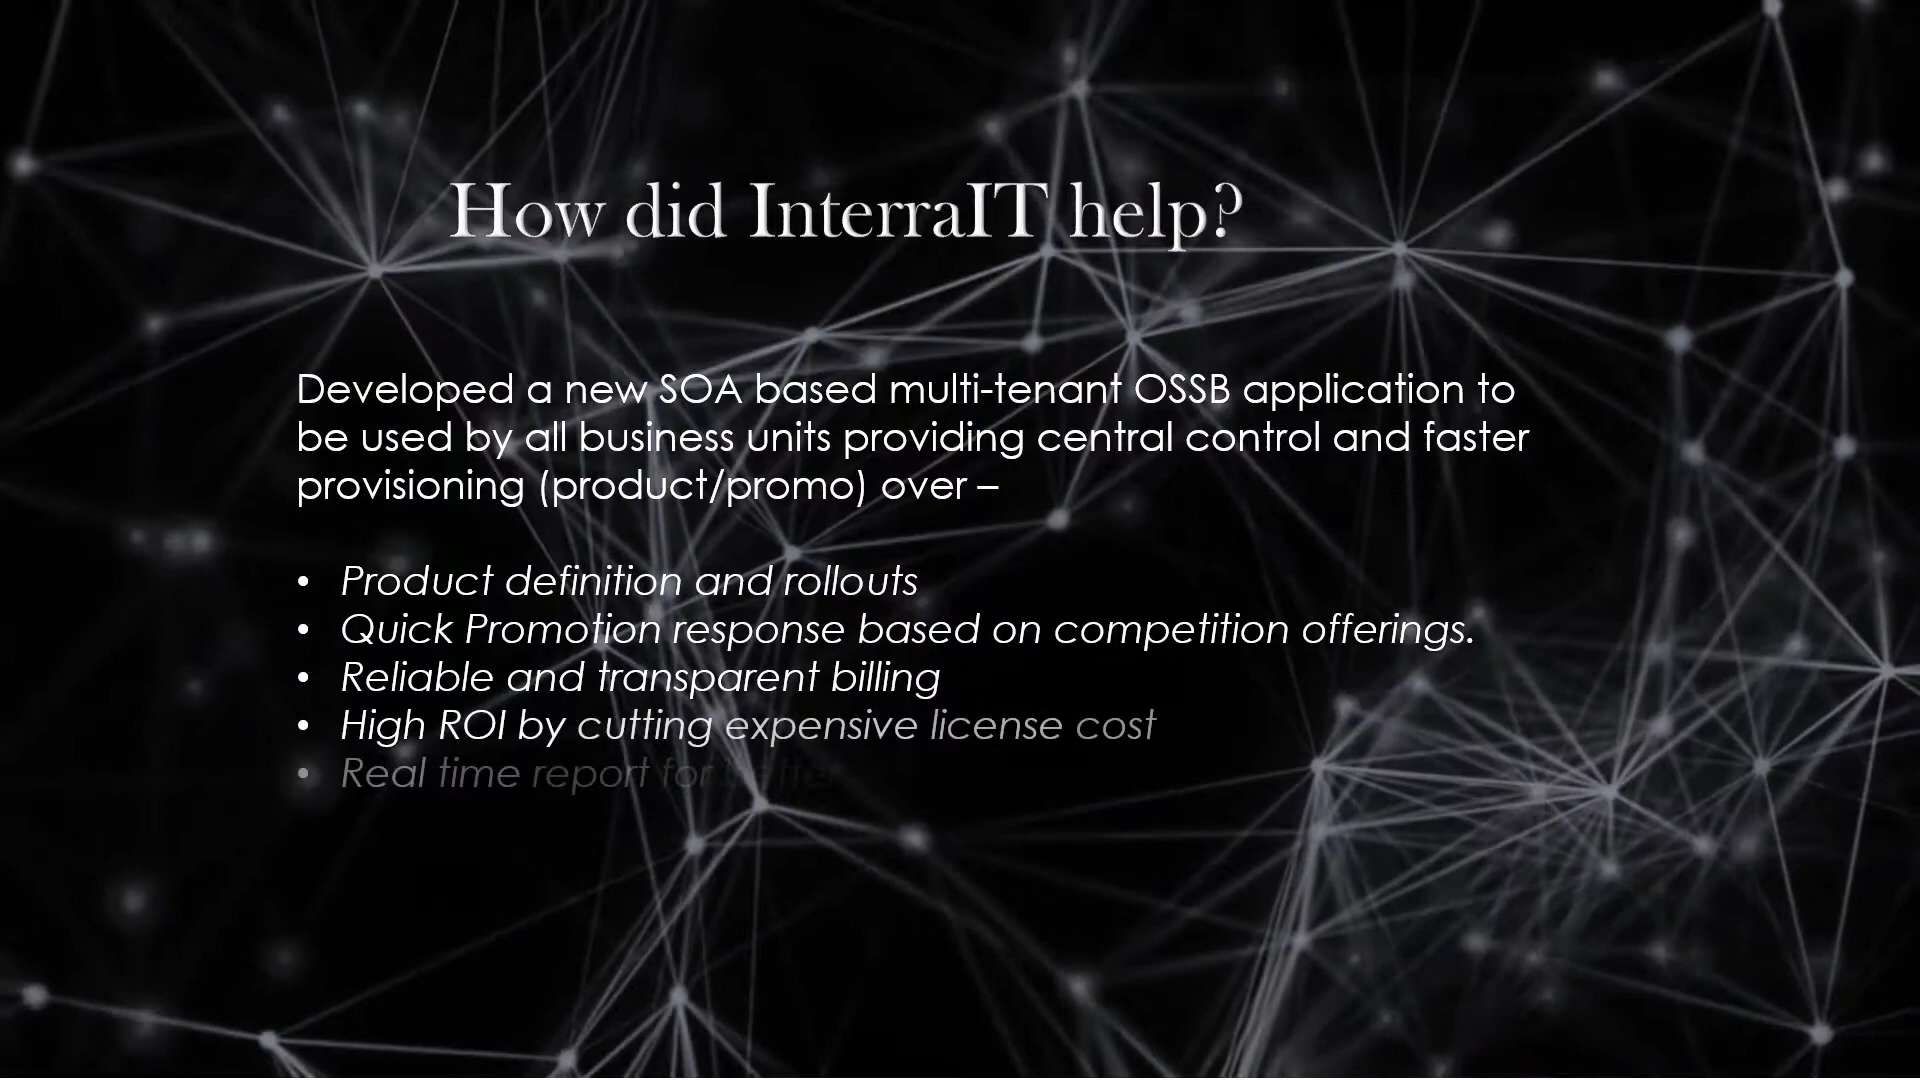 How did InterraIT help?
Developed a new SOA based multi-tenant OSSB application to
be used by all business units providing central control and faster
provisioning (product/promo) over –
• Product definition and rollouts
• Quick Promotion response based on competition offerings.
• Reliable and transparent billing
• High ROI by cutting expensive license cost
• Real time report for